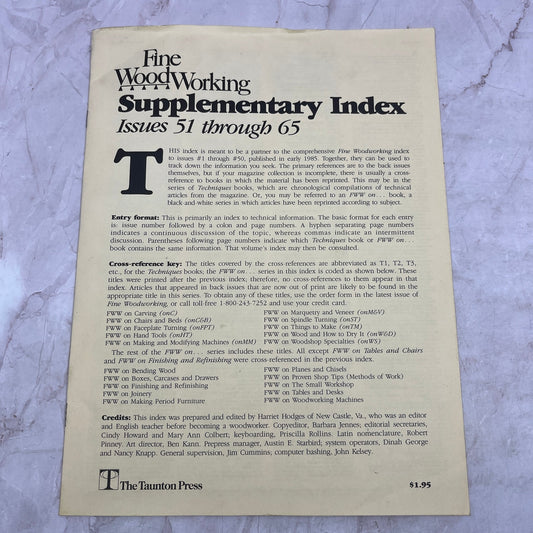 Fine
WoodWorking
Supplementary Index
Issues 51 through 65
THIS index is meant to be a partner to the comprehensive Fine Woodworking index
to issues #1 through #50, published in early 1985. Together, they can be used to
track down the information you seek. The primary references are to the back issues
themselves, but if your magazine collection is incomplete, there is usually a cross-
reference to books in which the material has been reprinted. This may be in the
series of Techniques books, which are chronological compilations of technical
articles from the magazine. Or, you may be referred to an FWW on . . . book, a
black and white series in which articles have been reprinted according to subject.
Entry format: This is primarily an index to technical information. The basic format for each entry
is: issue number followed by a colon and page numbers. A hyphen separating page numbers
indicates a continuous discussion of the topic, whereas commas indicate an intermittent
discussion. Parentheses following page numbers indicate which Techniques book or FWW on . . .
book contains the same information. That volume's index may then be consulted.
Cross-reference key: The titles covered by the cross-references are abbreviated as T1, T2, T3,
etc., for the Techniques books; the FWW on . . . series in this index is coded as shown below. These
titles were printed after the previous index; therefore, no cross-references to them appear in that
index. Articles that appeared in back issues that are now out of print are likely to be found in the
appropriate title in this series. To obtain any of these titles, use the order form in the latest issue of
Fine Woodworking, or call toll free 1-800-243-7252 and use your credit card.
FWW on Carving (onC)
FWW on Chairs and Beds (onC&B)
FWW on Faceplate Turning (onFPT)
FWW on Hand Tools (onHT)
FWW on Making and Modifying Machines (onMM)
FWW on Marquetry and Veneer (onM&V)
FWW on Spindle Turning (onST)
FWW on Things to Make (onTM)
FWW on Wood and How to Dry It (onW&D)
FWW on Woodshop Specialties (onWS)
The rest of the FWW on . . . series includes these titles. All except FWW on Tables and Chairs
and FWW on Finishing and Refinishing were cross-referenced in the previous index.
FWW on Bending Wood
FWW on Boxes, Carcases and Drawers
FWW on Finishing and Refinishing
FWW on Joinery
FWW on Making Period Furniture
FWW on Planes and Chisels
FWW on Proven Shop Tips (Methods of Work)
FWW on The Small Workshop
FWW on Tables and Desks
FWW on Woodworking Machines
Credits: This index was prepared and edited by Harriet Hodges of New Castle, Va., who was an editor
and English teacher before becoming a woodworker. Copyeditor, Barbara Jennes; editorial secretaries,
Cindy Howard and Mary Ann Colbert; keyboarding, Priscilla Rollins. Latin nomenclature, Robert
Pinney. Art director, Ben Kann. Prepress manager, Austin E. Starbird; system operators, Dinah George
and Nancy Knapp. General supervision, Jim Cummins; computer bashing, John Kelsey.
T The Taunton Press
$1.95